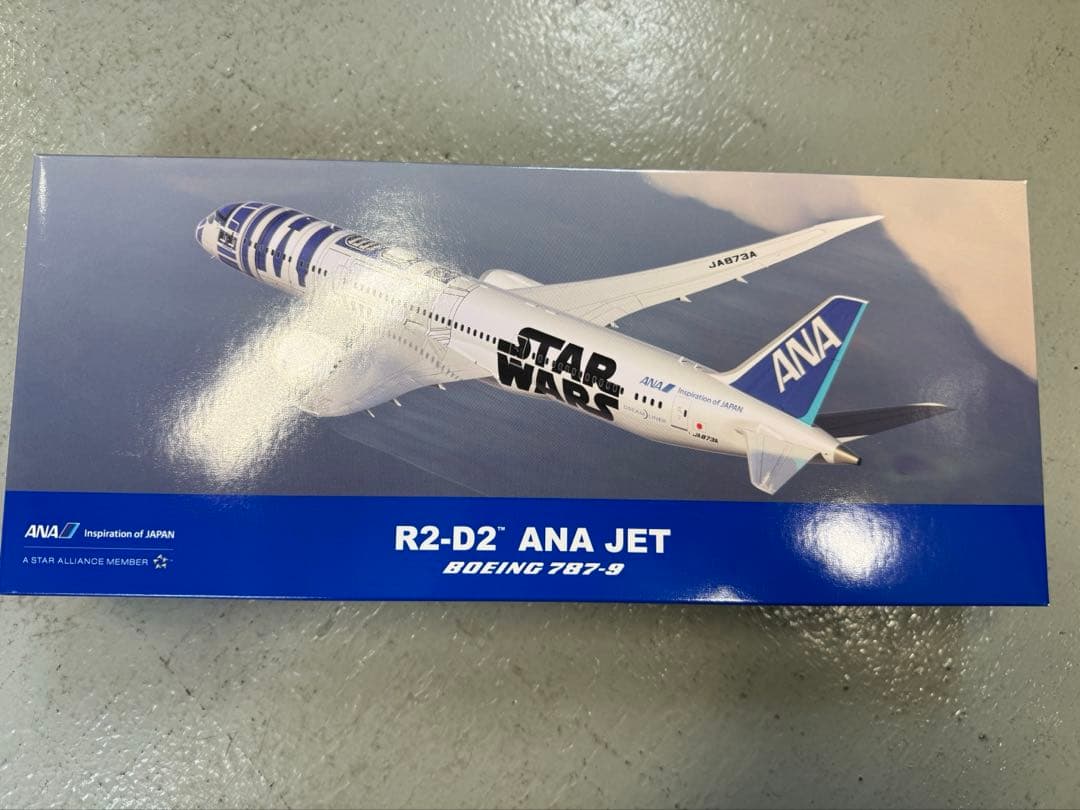 JA873A
ANA
STAR
WARS
ANA Inspiration of JAPAN
DREAMLINER
JA873A
ANA Inspiration of JAPAN
A STAR ALLIANCE MEMBER
R2-D2™ ANA JET
BOEING 787-9